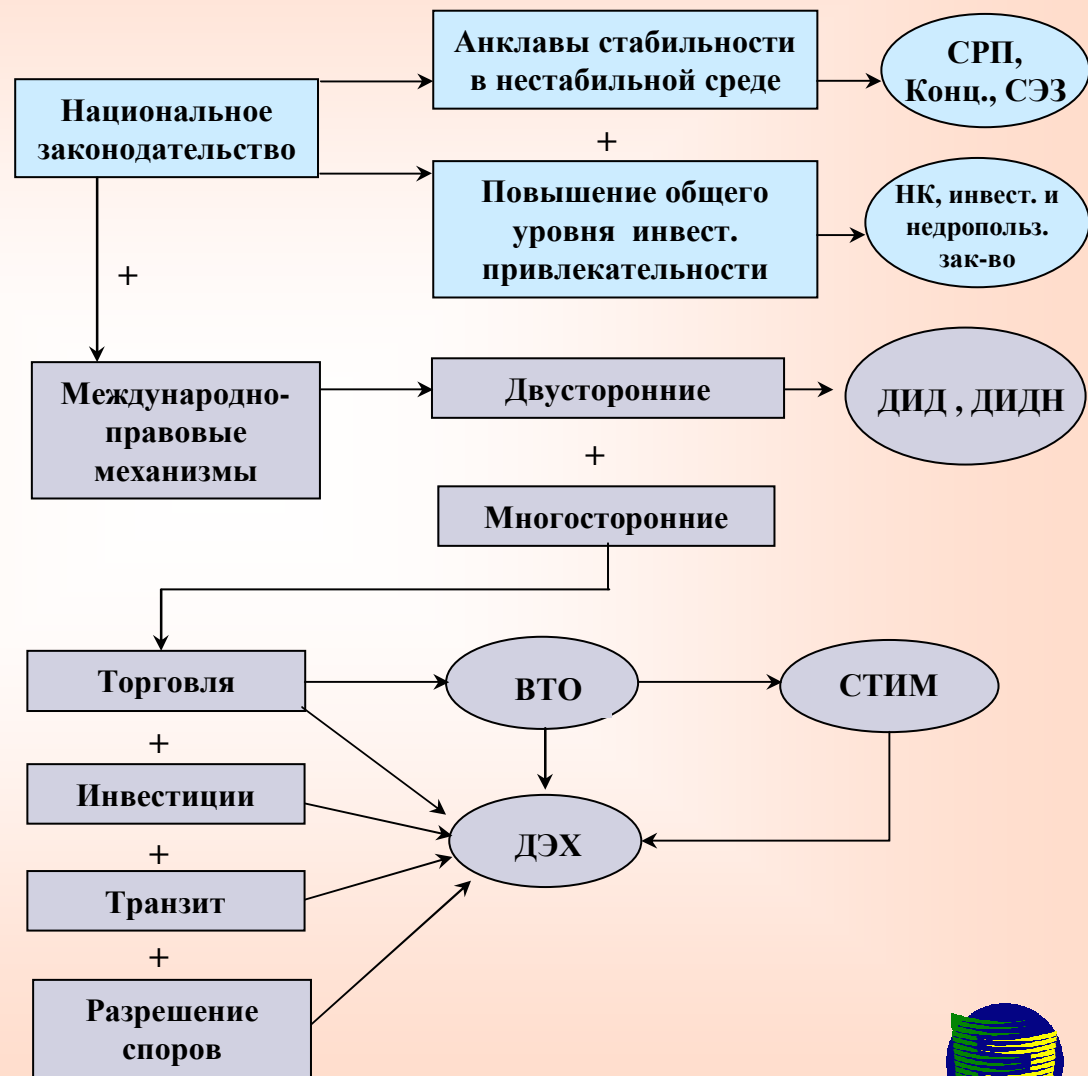 Анклавы стабильности
в нестабильной среде
СРП,
Конц., СЭЗ
Национальное
законодательство
+
Повышение общего
уровня инвест.
привлекательности
НК, инвест. и
недропольз.
зак-во
+
Международно-
правовые
механизмы
Двусторонние
ДИД , ДИДН
+
Многосторонние
Торговля
ВТО
СТИМ
+
Инвестиции
ДЭХ
+
Транзит
+
Разрешение
споров